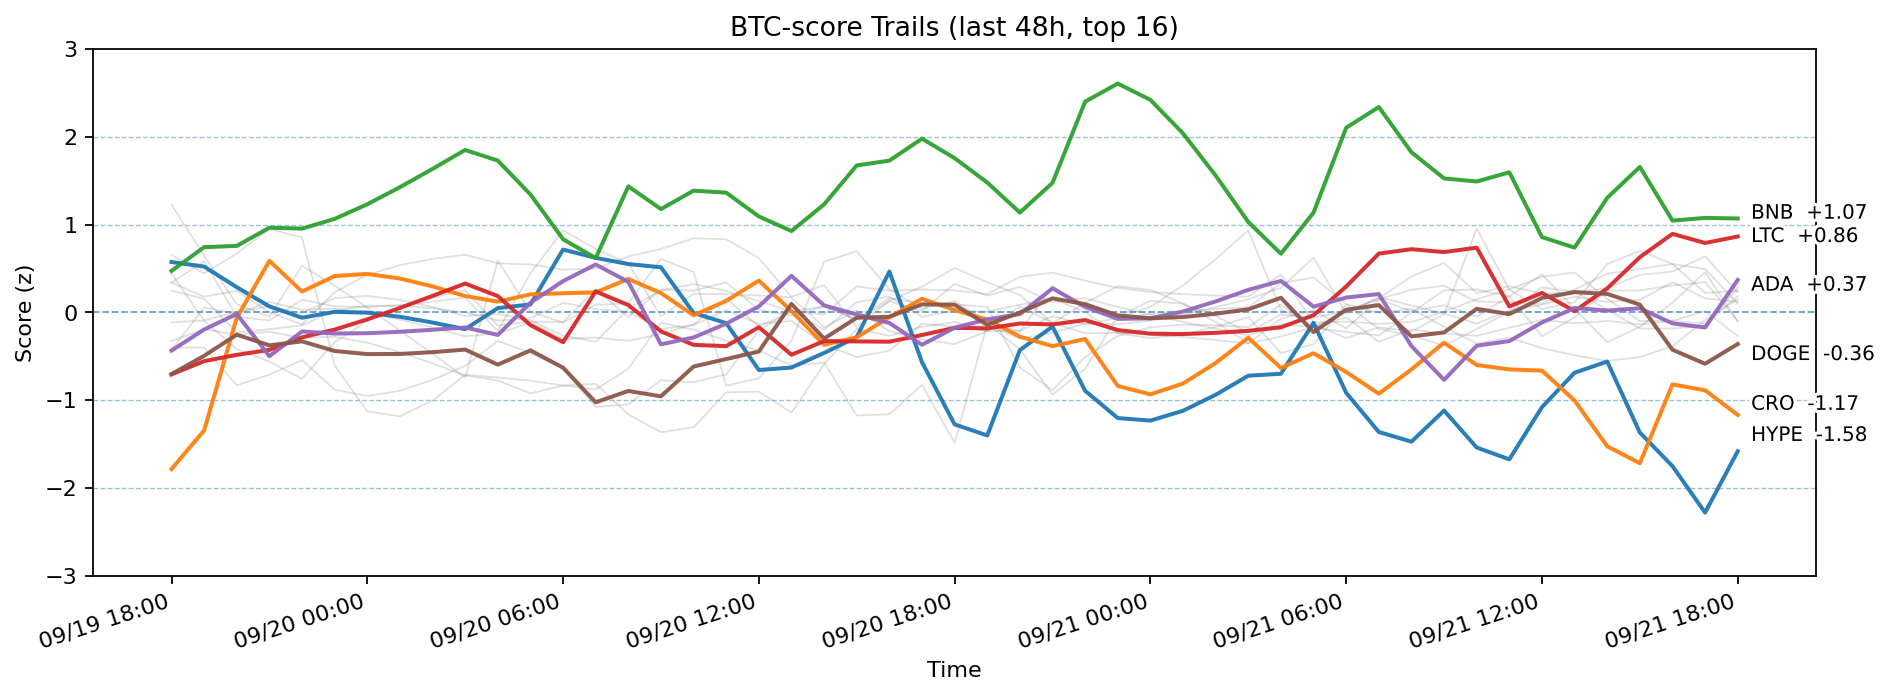 BTC-score Trails (last 48h, top 16)
Score (z)
3
2
1
0
−1
−2
−3
BNB +1.07
LTC +0.86
ADA +0.37
DOGE -0.36
CRO -1.17
HYPE -1.58
09/19 18:00
09/20 00:00
09/20 06:00
09/20 12:00
09/20 18:00
09/21 00:00
09/21 06:00
09/21 12:00
09/21 18:00
Time